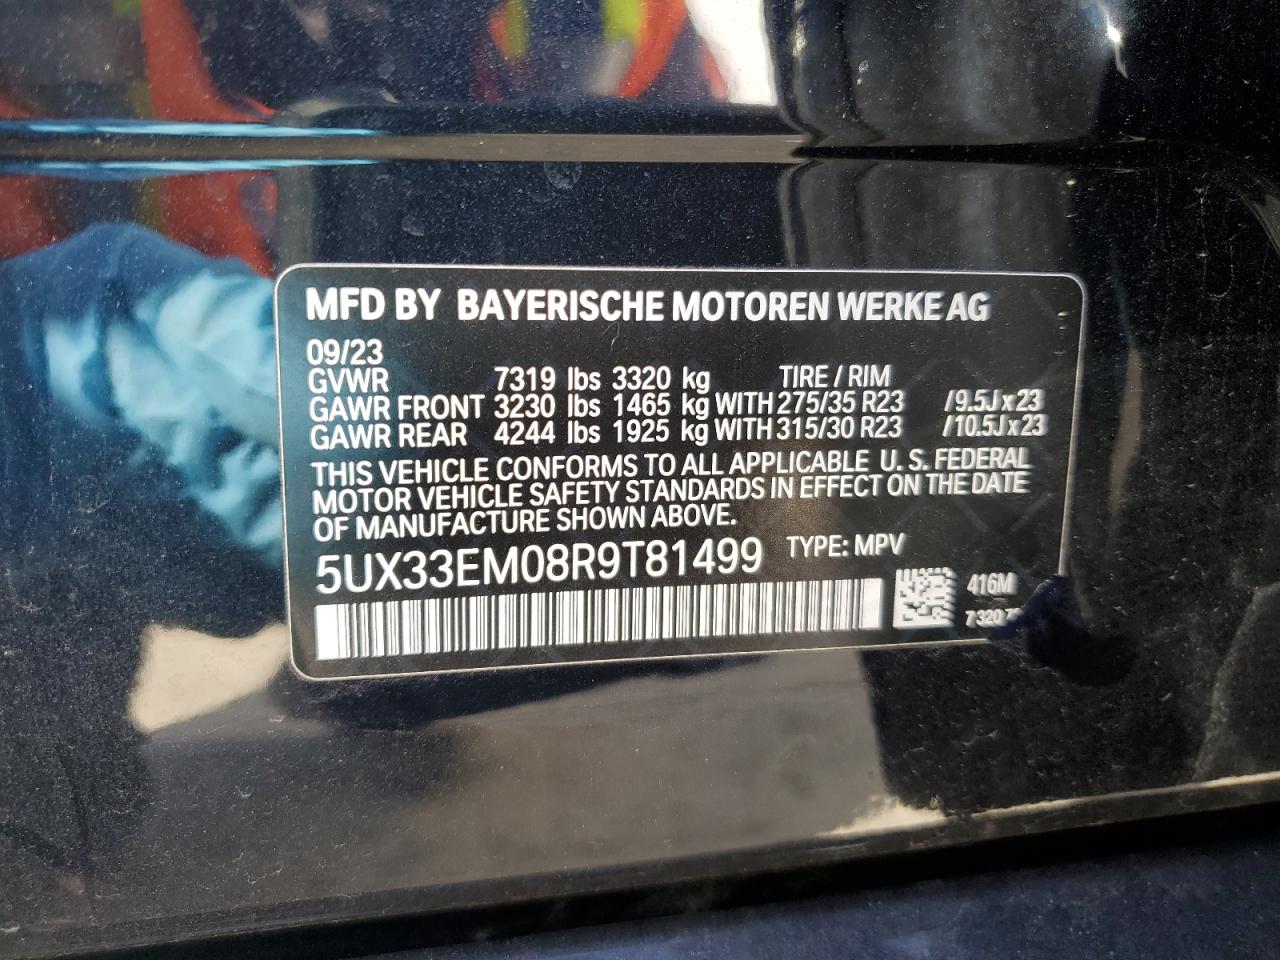 MFD BY BAYERISCHE MOTOREN WERKE AG
09/23
GVWR 7319 lbs 3320 kg TIRE / RIM
GAWR FRONT 3230 lbs 1465 kg WITH 275/35 R23 /9.5J x 23
GAWR REAR 4244 lbs 1925 kg WITH 315/30 R23 /10.5J x 23
THIS VEHICLE CONFORMS TO ALL APPLICABLE U. S. FEDERAL
MOTOR VEHICLE SAFETY STANDARDS IN EFFECT ON THE DATE
OF MANUFACTURE SHOWN ABOVE.
5UX33EM08R9T81499 TYPE: MPV
416M